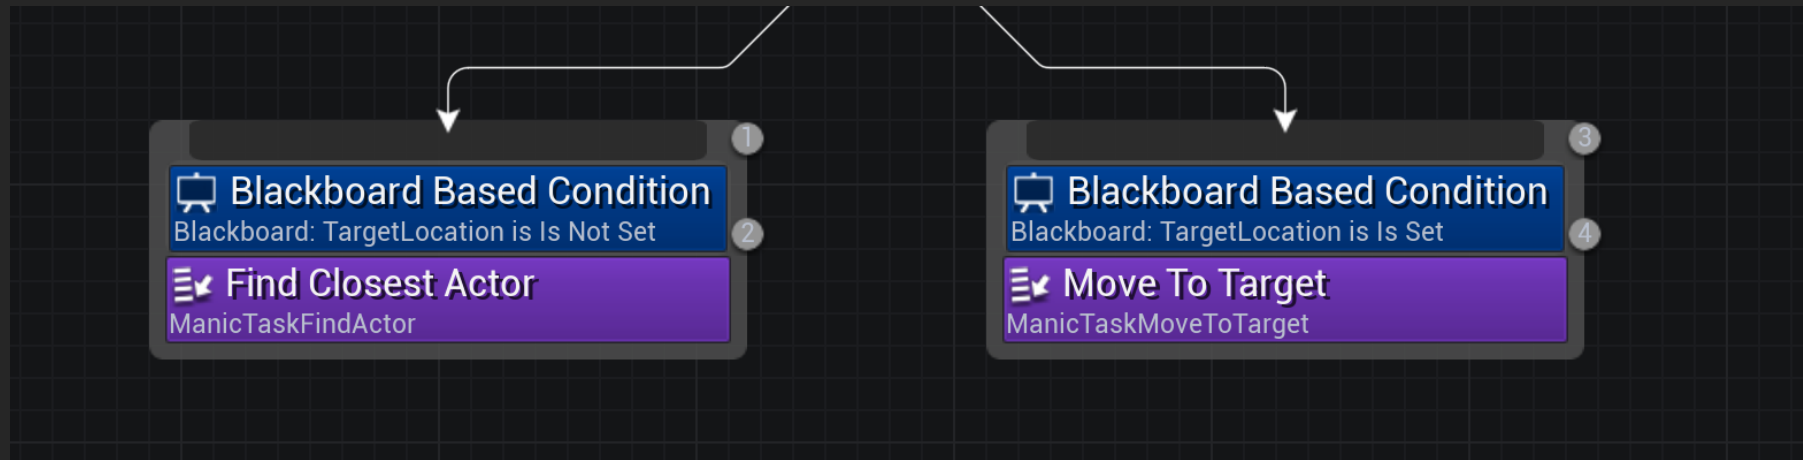 1
Blackboard Based Condition
Blackboard: TargetLocation is Is Not Set
2
Find Closest Actor
ManicTaskFindActor
3
Blackboard Based Condition
Blackboard: TargetLocation is Is Set
4
Move To Target
ManicTaskMoveToTarget